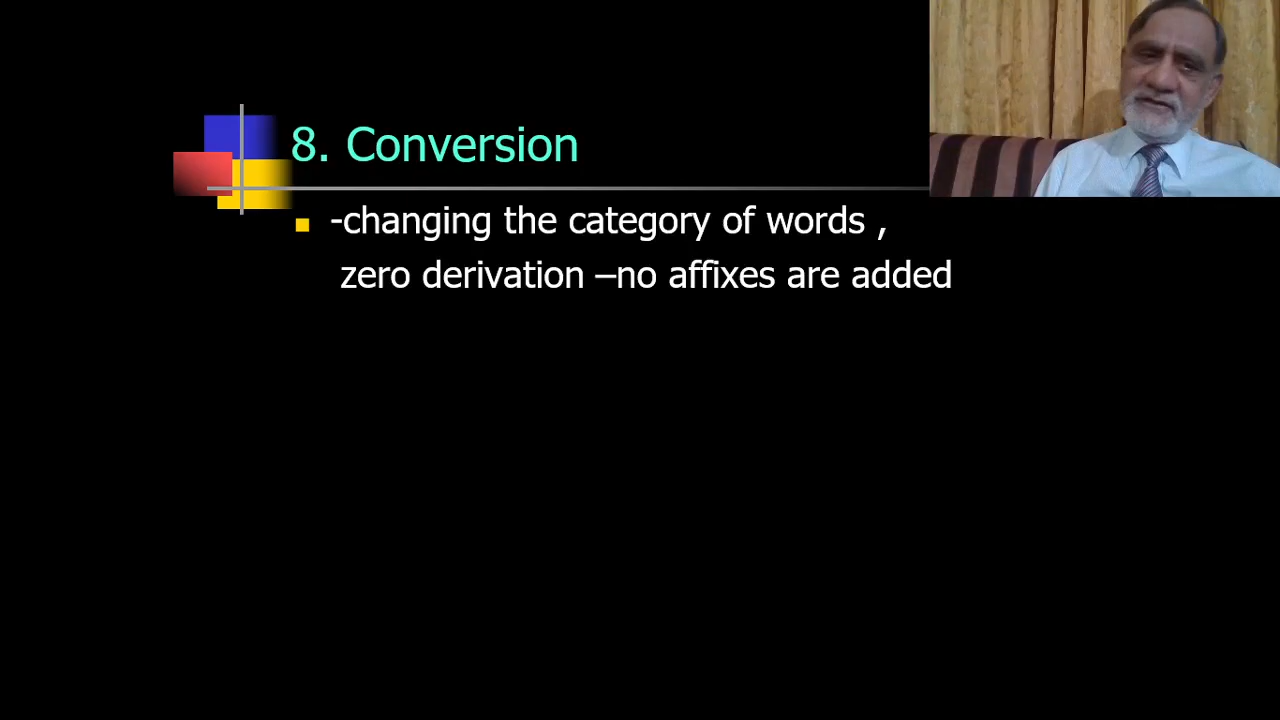 8. Conversion
-changing the category of words ,
zero derivation –no affixes are added